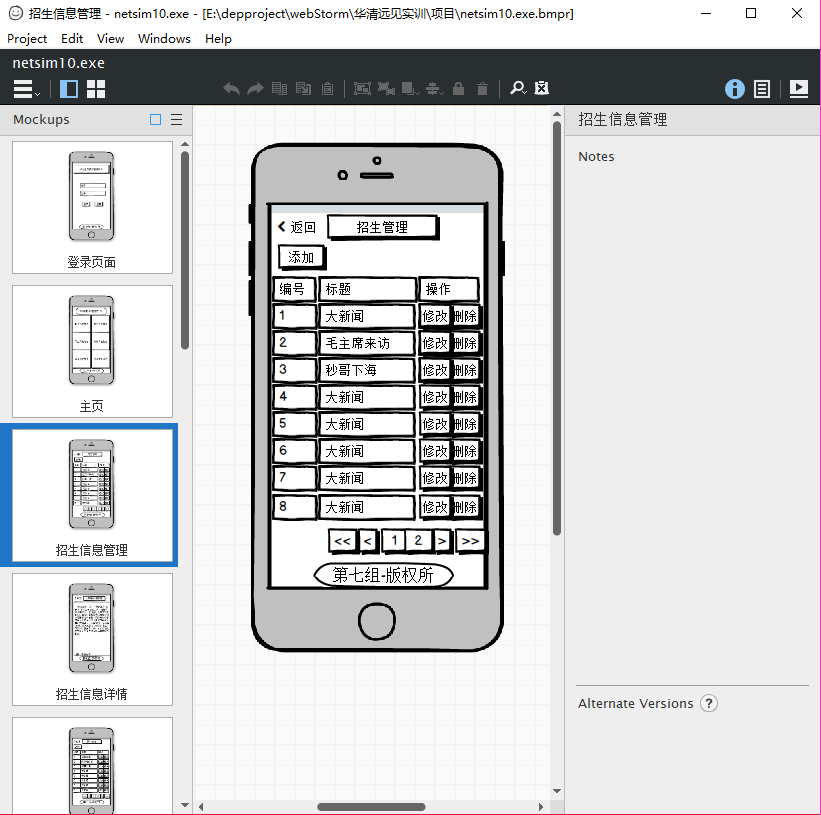 招生信息管理 - netsim10.exe - [E:\depproject\webStorm\华清远见实训\项目\netsim10.exe.bmpr]
Project Edit View Windows Help
netsim10.exe
Mockups
登录页面
主页
招生信息管理
招生信息详情
返回 招生管理
添加
编号 标题 操作
1 大新闻 修改 删除
2 毛主席来访 修改 删除
3 秒哥下海 修改 删除
4 大新闻 修改 删除
5 大新闻 修改 删除
6 大新闻 修改 删除
7 大新闻 修改 删除
8 大新闻 修改 删除
<< < 1 2 > >>
第七组-版权所
招生信息管理
Notes
Alternate Versions ?